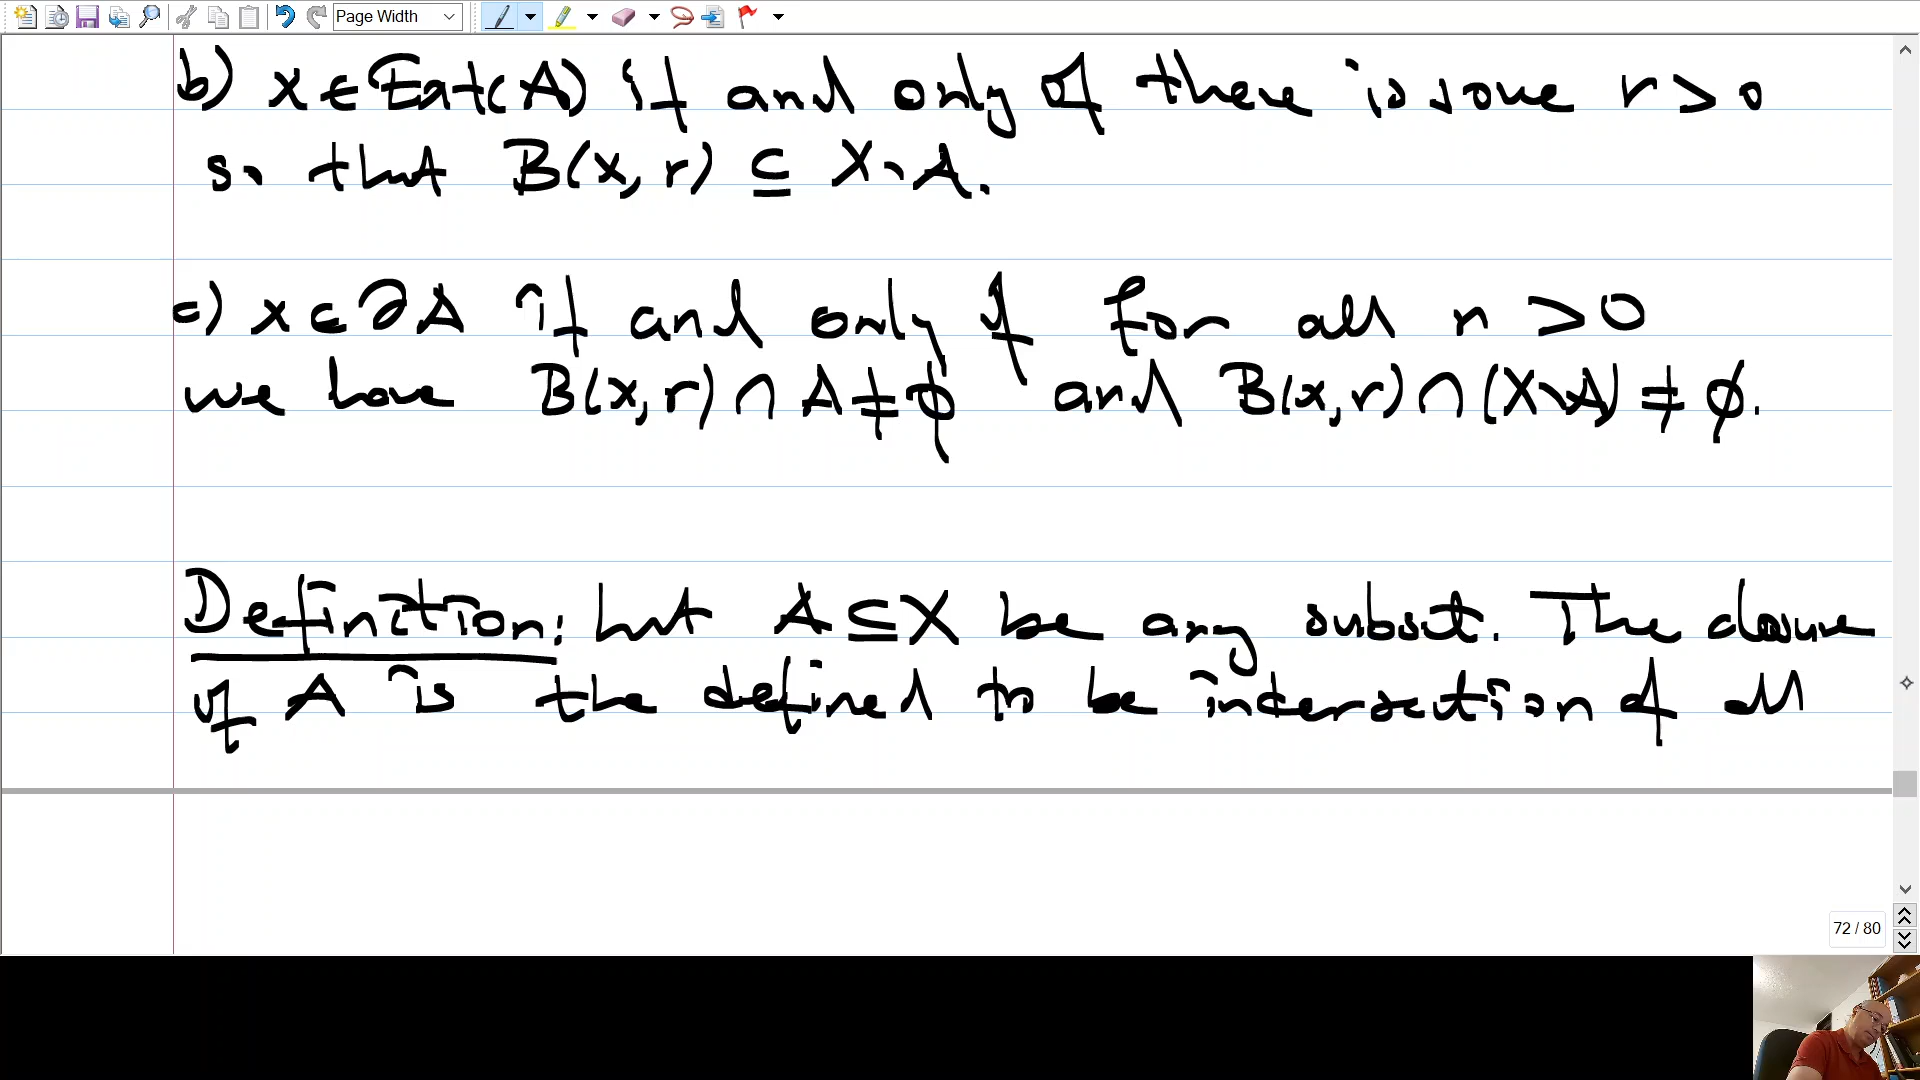 Page Width
b) x ∈ Ext(A) if and only if there is some r > 0
so that B(x, r) ⊆ X \ A.
c) x ∈ ∂A if and only if for all r > 0
we have B(x, r) ∩ A ≠ ∅ and B(x, r) ∩ (X \ A) ≠ ∅.
Definition: Let A ⊆ X be any subset. The closure
of A is the defined to be intersection of all
72 / 80